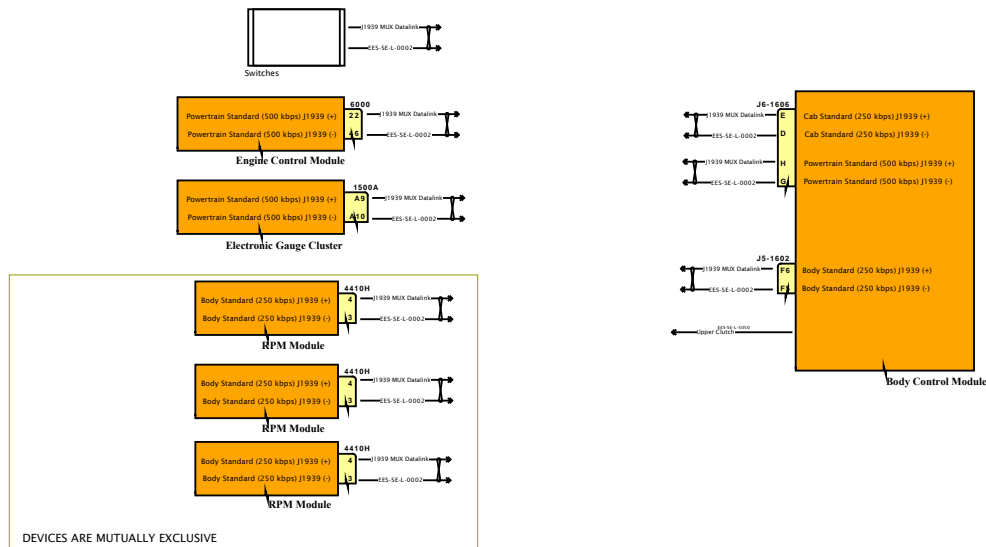 J1939 MUX Datalink
EES-SE-L-0002
Switches
6000
Powertrain Standard (500 kbps) J1939 (+) 22 J1939 MUX Datalink
Powertrain Standard (500 kbps) J1939 (-) 46 EES-SE-L-0002
Engine Control Module
1500A
Powertrain Standard (500 kbps) J1939 (+) A9 J1939 MUX Datalink
Powertrain Standard (500 kbps) J1939 (-) A10 EES-SE-L-0002
Electronic Gauge Cluster
4410H
Body Standard (250 kbps) J1939 (+) 4 J1939 MUX Datalink
Body Standard (250 kbps) J1939 (-) 3 EES-SE-L-0002
RPM Module
4410H
Body Standard (250 kbps) J1939 (+) 4 J1939 MUX Datalink
Body Standard (250 kbps) J1939 (-) 3 EES-SE-L-0002
RPM Module
4410H
Body Standard (250 kbps) J1939 (+) 4 J1939 MUX Datalink
Body Standard (250 kbps) J1939 (-) 3 EES-SE-L-0002
RPM Module
DEVICES ARE MUTUALLY EXCLUSIVE
J6-1606
J1939 MUX Datalink E Cab Standard (250 kbps) J1939 (+)
EES-SE-L-0002 D Cab Standard (250 kbps) J1939 (-)
J1939 MUX Datalink H Powertrain Standard (500 kbps) J1939 (+)
EES-SE-L-0002 G Powertrain Standard (500 kbps) J1939 (-)
J5-1602
J1939 MUX Datalink F6 Body Standard (250 kbps) J1939 (+)
EES-SE-L-0002 F5 Body Standard (250 kbps) J1939 (-)
EES-SE-L-5050
Upper Clutch
Body Control Module